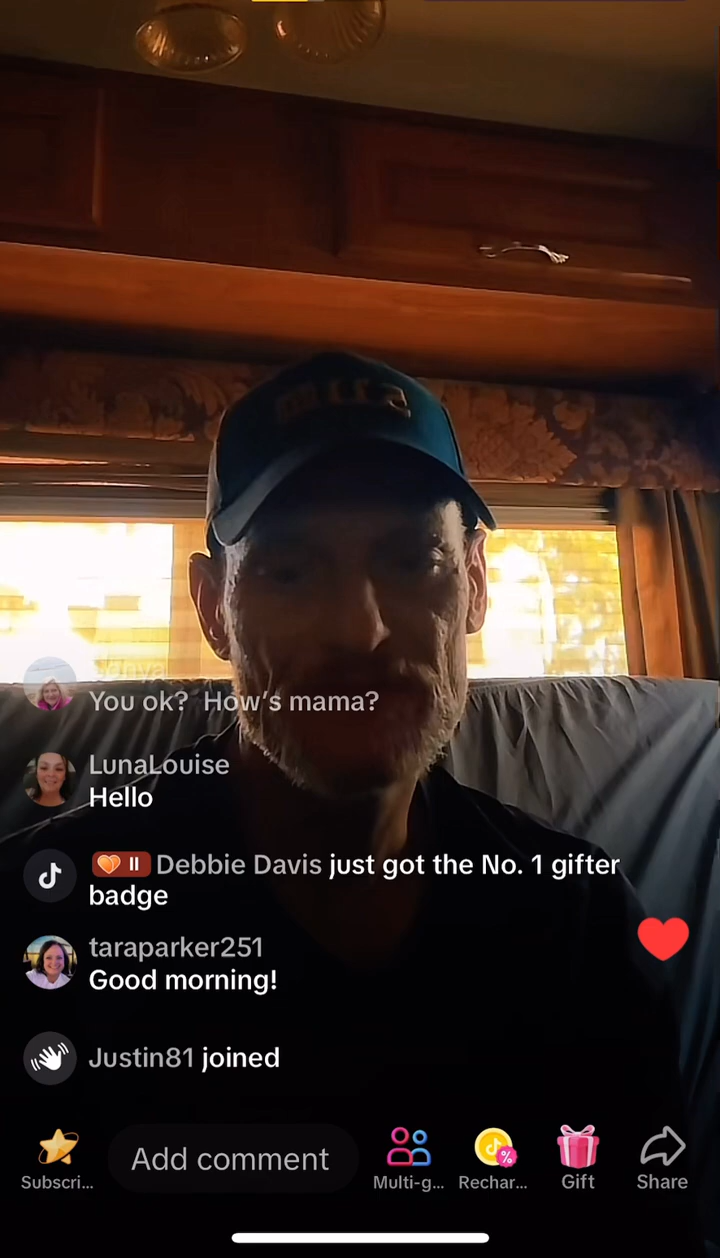 You ok? How's mama?
LunaLouise
Hello
II Debbie Davis just got the No. 1 gifter
badge
taraparker251
Good morning!
Justin81 joined
Add comment
Subscri...
Multi-g...
Rechar...
Gift
Share